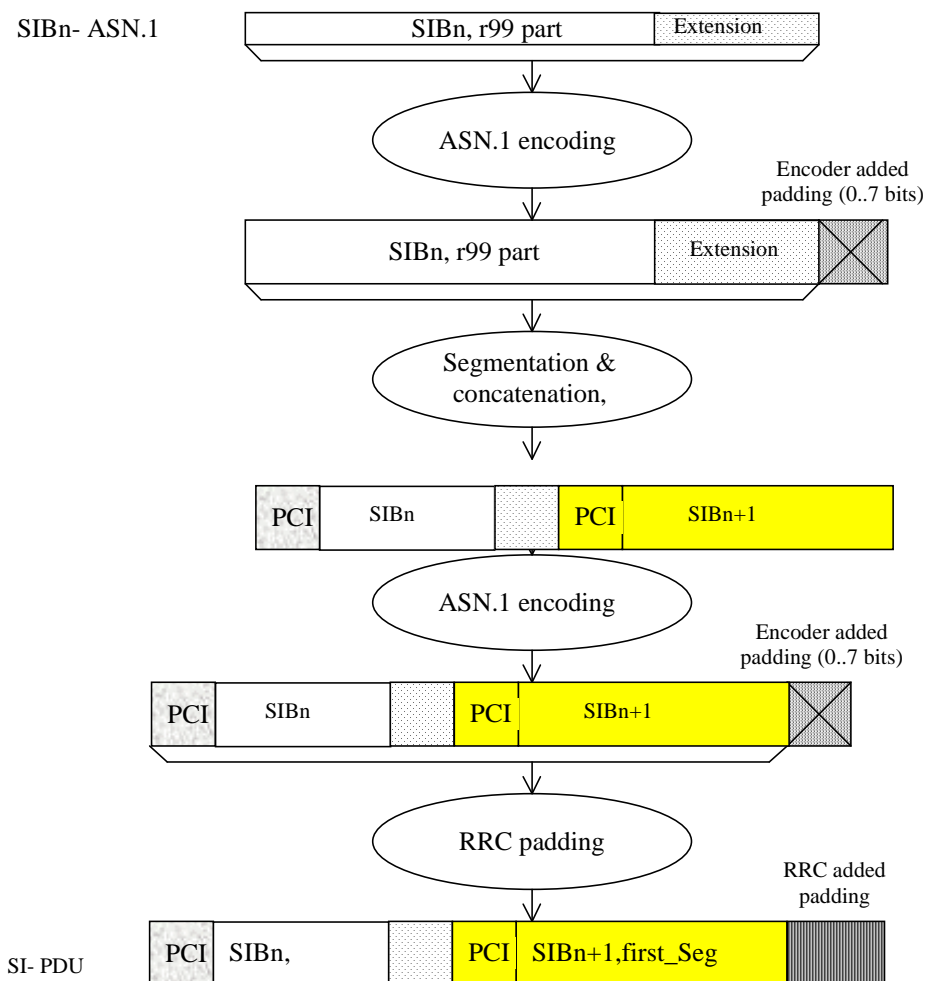 SIBn- ASN.1
SIBn, r99 part
Extension
ASN.1 encoding
Encoder added
padding (0..7 bits)
SIBn, r99 part
Extension
Segmentation &
concatenation,
PCI
SIBn
PCI
SIBn+1
ASN.1 encoding
Encoder added
padding (0..7 bits)
PCI
SIBn
PCI
SIBn+1
RRC padding
RRC added
padding
SI- PDU
PCI
SIBn,
PCI
SIBn+1,first_Seg